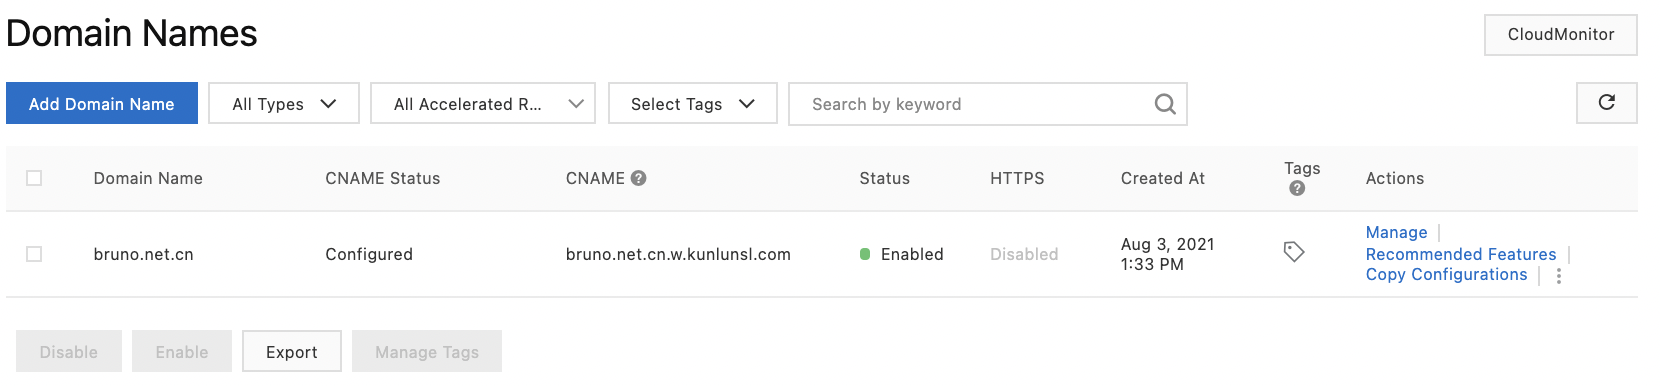 Domain Names
CloudMonitor
Add Domain Name
All Types
All Accelerated R...
Select Tags
Search by keyword
Domain Name
CNAME Status
CNAME ?
Status
HTTPS
Created At
Tags
?
Actions
bruno.net.cn
Configured
bruno.net.cn.w.kunlunsl.com
Enabled
Disabled
Aug 3, 2021
1:33 PM
Manage
Recommended Features
Copy Configurations
Disable
Enable
Export
Manage Tags